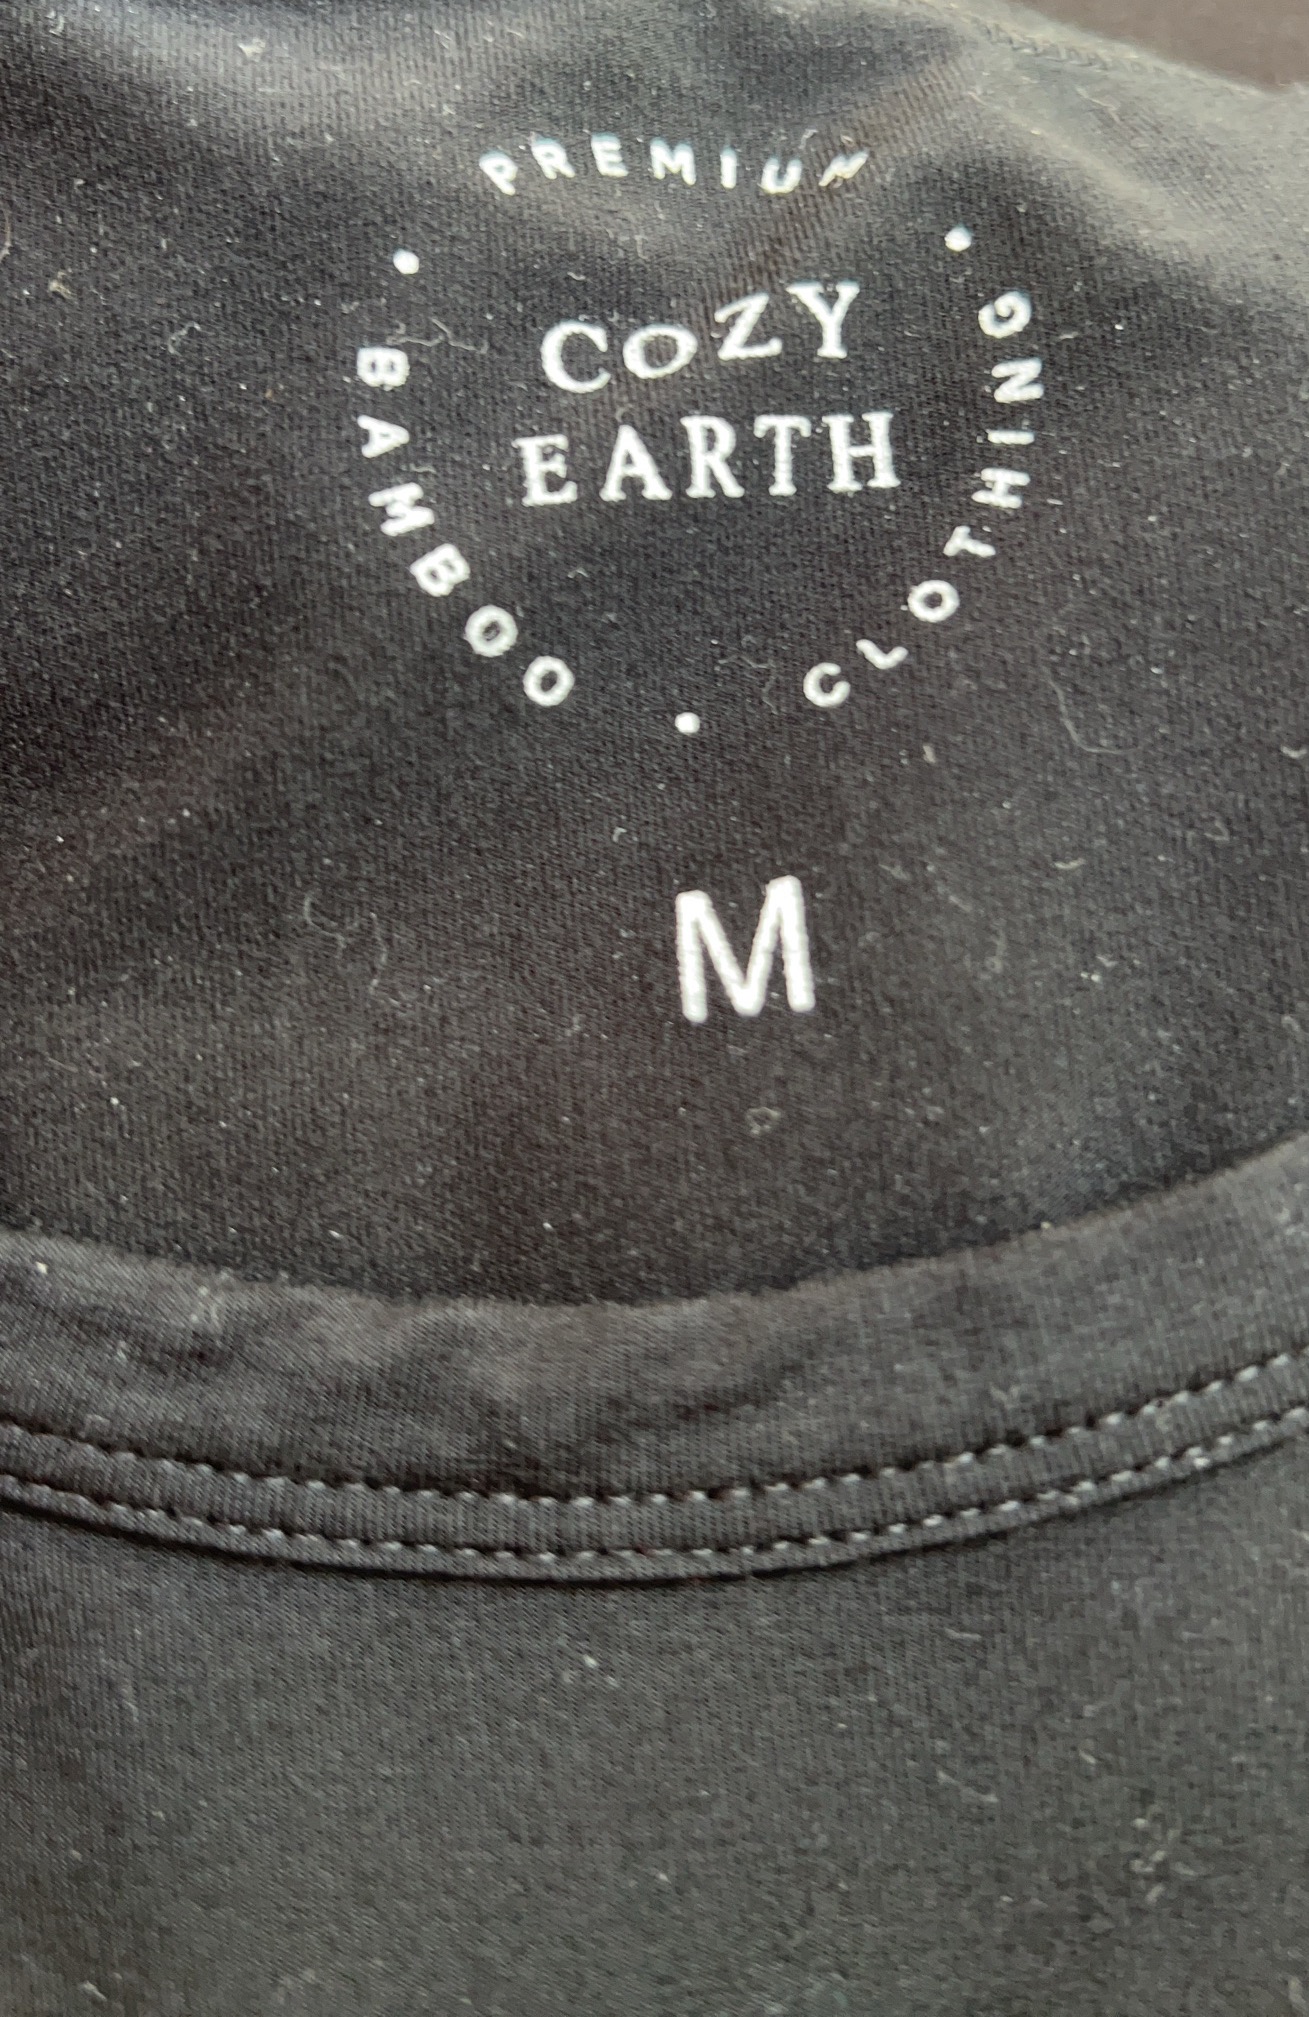 PREMIUM
• BAMBOO • CLOTHING •
COZY
EARTH
M